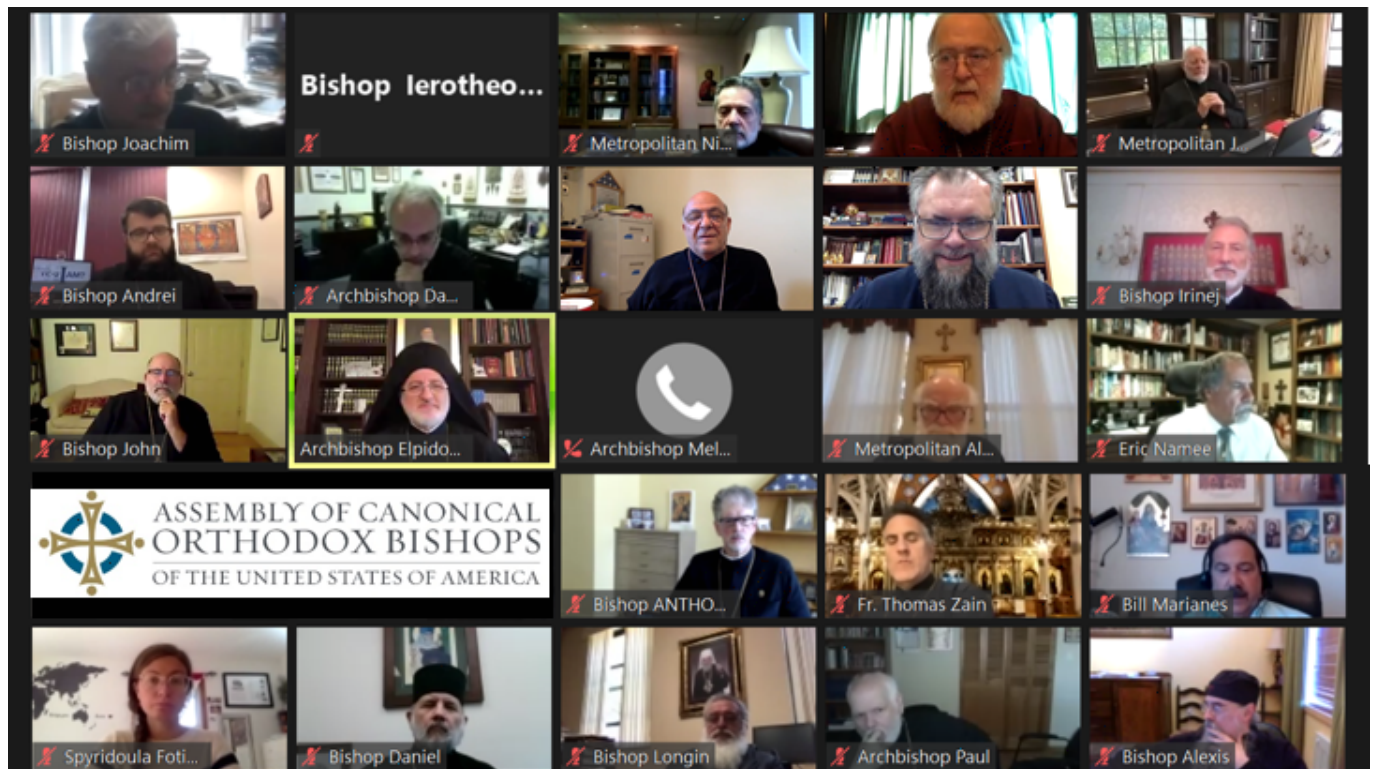 Bishop Joachim
Bishop Ierotheo...
Metropolitan Ni...
Metropolitan J...
Bishop Andrei
Archbishop Da...
Bishop Irinej
Bishop John
Archbishop Elpido...
Archbishop Mel...
Metropolitan Al...
Eric Namee
ASSEMBLY OF CANONICAL
ORTHODOX BISHOPS
OF THE UNITED STATES OF AMERICA
Bishop ANTHO...
Fr. Thomas Zain
Bill Marianes
Spyridoula Foti...
Bishop Daniel
Bishop Longin
Archbishop Paul
Bishop Alexis